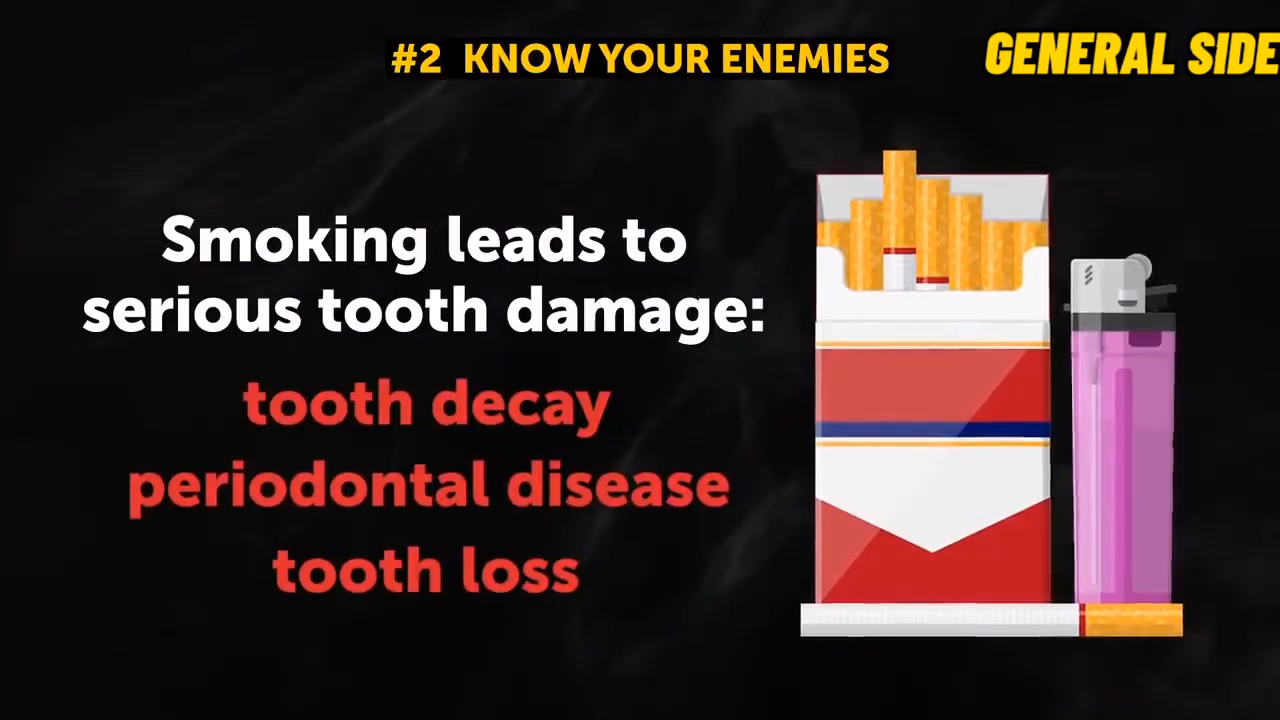 #2 KNOW YOUR ENEMIES
GENERAL SIDE
Smoking leads to
serious tooth damage:
tooth decay
periodontal disease
tooth loss